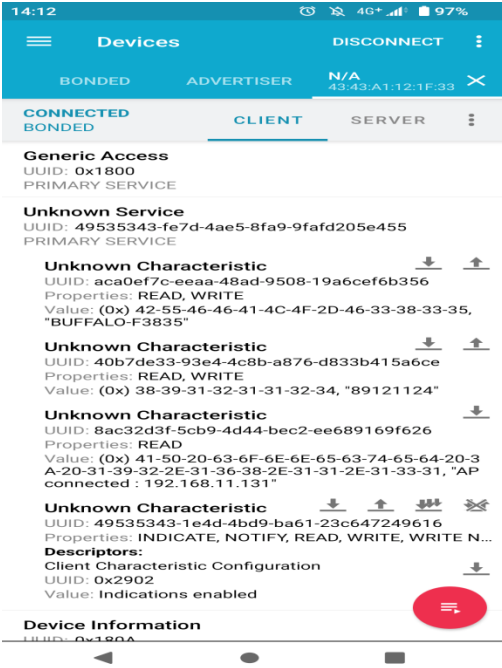 14:12 4G+ 97%
Devices DISCONNECT
BONDED ADVERTISER N/A
43:43:A1:12:1F:33
CONNECTED
BONDED CLIENT SERVER
Generic Access
UUID: 0x1800
PRIMARY SERVICE
Unknown Service
UUID: 49535343-fe7d-4ae5-8fa9-9fafd205e455
PRIMARY SERVICE
Unknown Characteristic
UUID: aca0ef7c-eeaa-48ad-9508-19a6cef6b356
Properties: READ, WRITE
Value: (0x) 42-55-46-46-41-4C-4F-2D-46-33-38-33-35,
"BUFFALO-F3835"
Unknown Characteristic
UUID: 40b7de33-93e4-4c8b-a876-d833b415a6ce
Properties: READ, WRITE
Value: (0x) 38-39-31-32-31-31-32-34, "89121124"
Unknown Characteristic
UUID: 8ac32d3f-5cb9-4d44-bec2-ee689169f626
Properties: READ
Value: (0x) 41-50-20-63-6F-6E-6E-65-63-74-65-64-20-3
A-20-31-39-32-2E-31-36-38-2E-31-31-2E-31-33-31, "AP
connected : 192.168.11.131"
Unknown Characteristic
UUID: 49535343-1e4d-4bd9-ba61-23c647249616
Properties: INDICATE, NOTIFY, READ, WRITE, WRITE N...
Descriptors:
Client Characteristic Configuration
UUID: 0x2902
Value: Indications enabled
Device Information
UUID: 0x180A